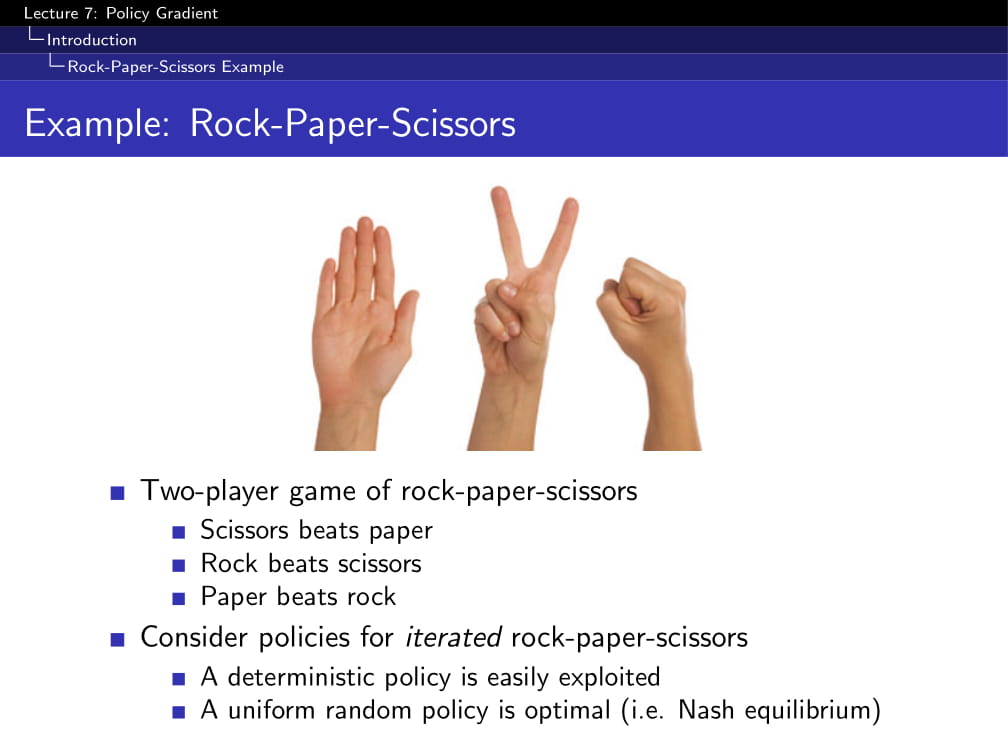 Lecture 7: Policy Gradient
Introduction
Rock-Paper-Scissors Example
Example: Rock-Paper-Scissors
Two-player game of rock-paper-scissors
Scissors beats paper
Rock beats scissors
Paper beats rock
Consider policies for iterated rock-paper-scissors
A deterministic policy is easily exploited
A uniform random policy is optimal (i.e. Nash equilibrium)